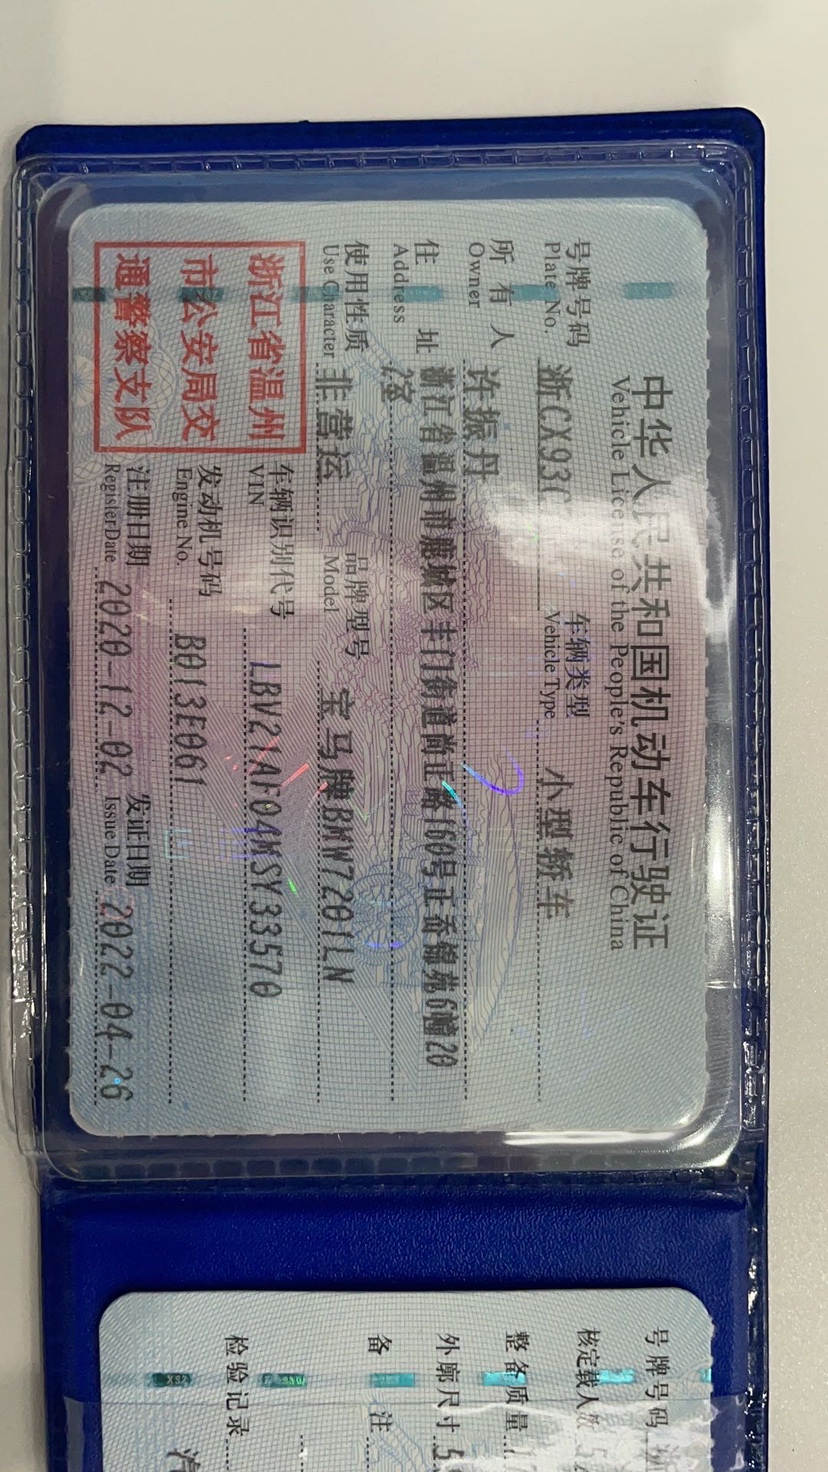 中华人民共和国机动车行驶证
Vehicle License of the People's Republic of China
号牌号码
Plate No.
浙CX93
车辆类型
Vehicle Type
小型轿车
所有人
Owner
许振丹
住址
Address
浙江省温州市鹿城区丰门街道尚正路160号正岙锦苑6幢20
2室
使用性质
Use Character
非营运
品牌型号
Model
宝马牌BMW7201LN
车辆识别代号
VIN
LBV21AF04MSY33570
发动机号码
Engine No.
B013E061
注册日期
Register Date
2020-12-02
发证日期
Issue Date
2022-04-26
浙江省温州
市公安局交
通警察支队
号牌号码
核定载人数
整备质量
外廓尺寸
备注
检验记录